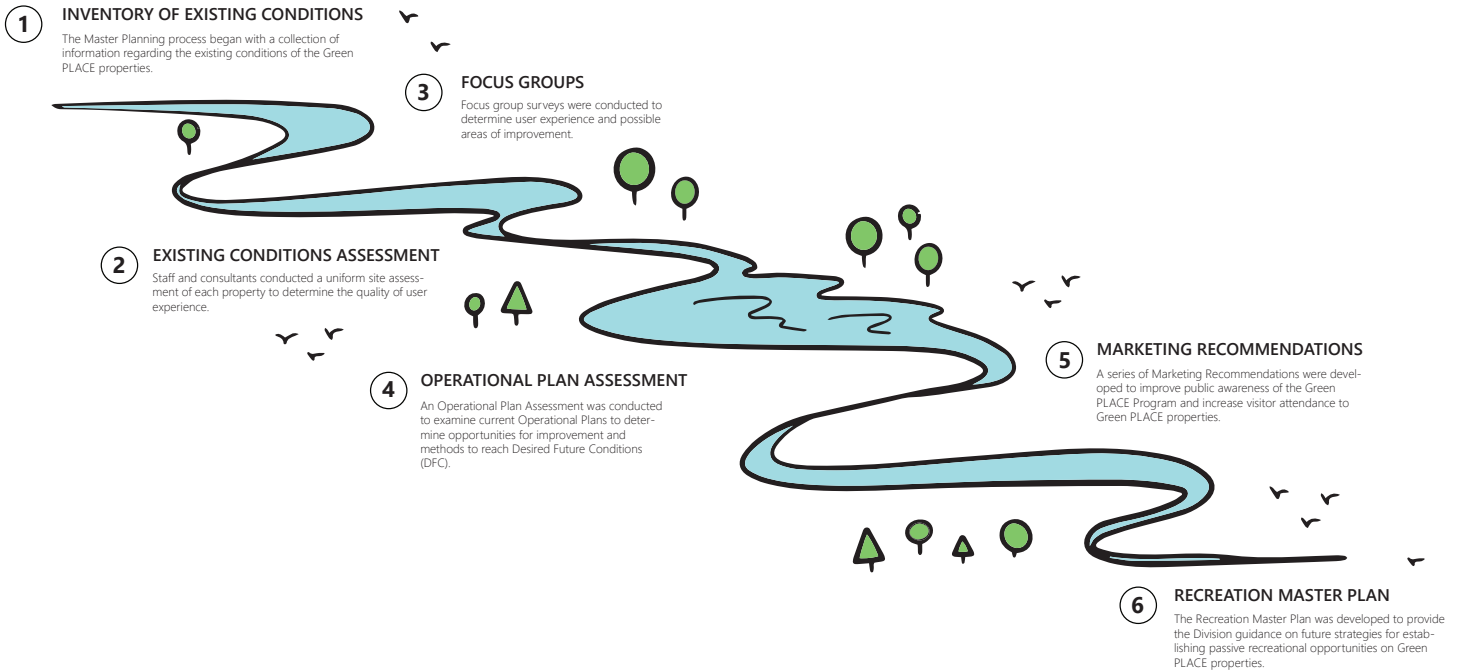 1
INVENTORY OF EXISTING CONDITIONS
The Master Planning process began with a collection of
information regarding the existing conditions of the Green
PLACE properties.
3
FOCUS GROUPS
Focus group surveys were conducted to
determine user experience and possible
areas of improvement.
2
EXISTING CONDITIONS ASSESSMENT
Staff and consultants conducted a uniform site assess-
ment of each property to determine the quality of user
experience.
4
OPERATIONAL PLAN ASSESSMENT
An Operational Plan Assessment was conducted
to examine current Operational Plans to deter-
mine opportunities for improvement and
methods to reach Desired Future Conditions
(DFC).
5
MARKETING RECOMMENDATIONS
A series of Marketing Recommendations were devel-
oped to improve public awareness of the Green
PLACE Program and increase visitor attendance to
Green PLACE properties.
6
RECREATION MASTER PLAN
The Recreation Master Plan was developed to provide
the Division guidance on future strategies for estab-
lishing passive recreational opportunities on Green
PLACE properties.